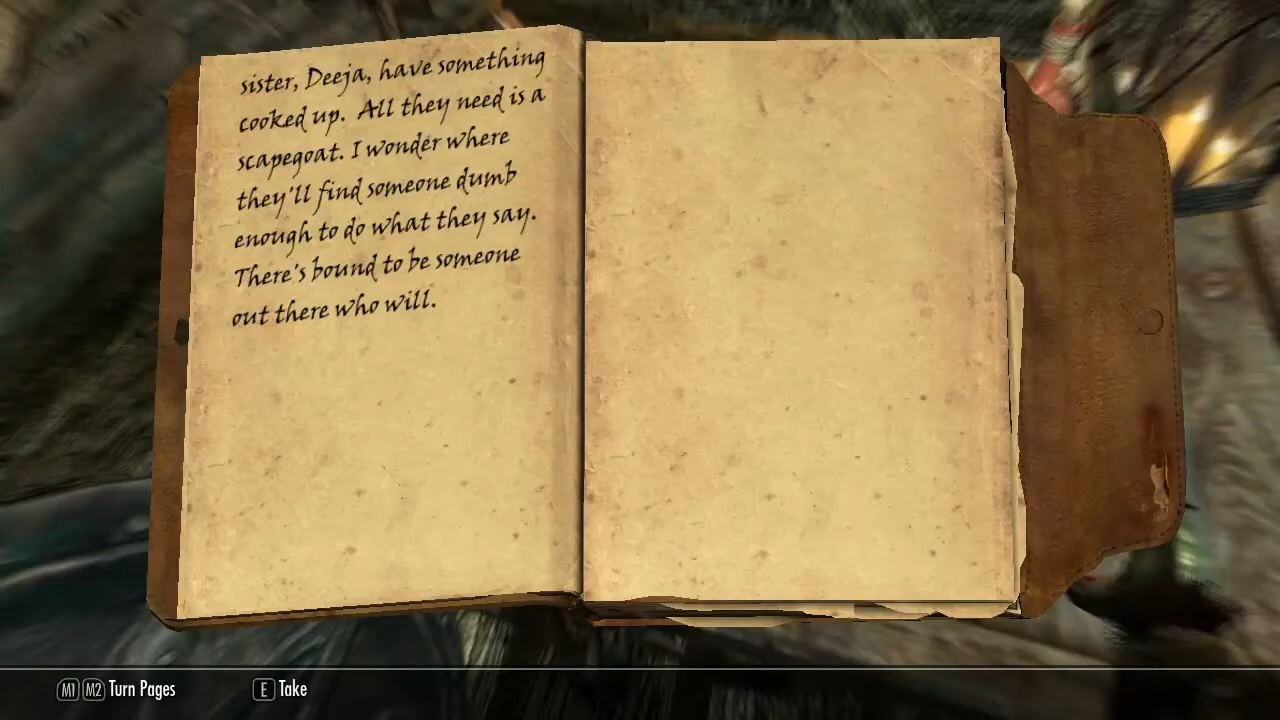 sister, Deeja, have something
cooked up. All they need is a
scapegoat. I wonder where
they'll find someone dumb
enough to do what they say.
There's bound to be someone
out there who will.
M1 M2 Turn Pages
E Take